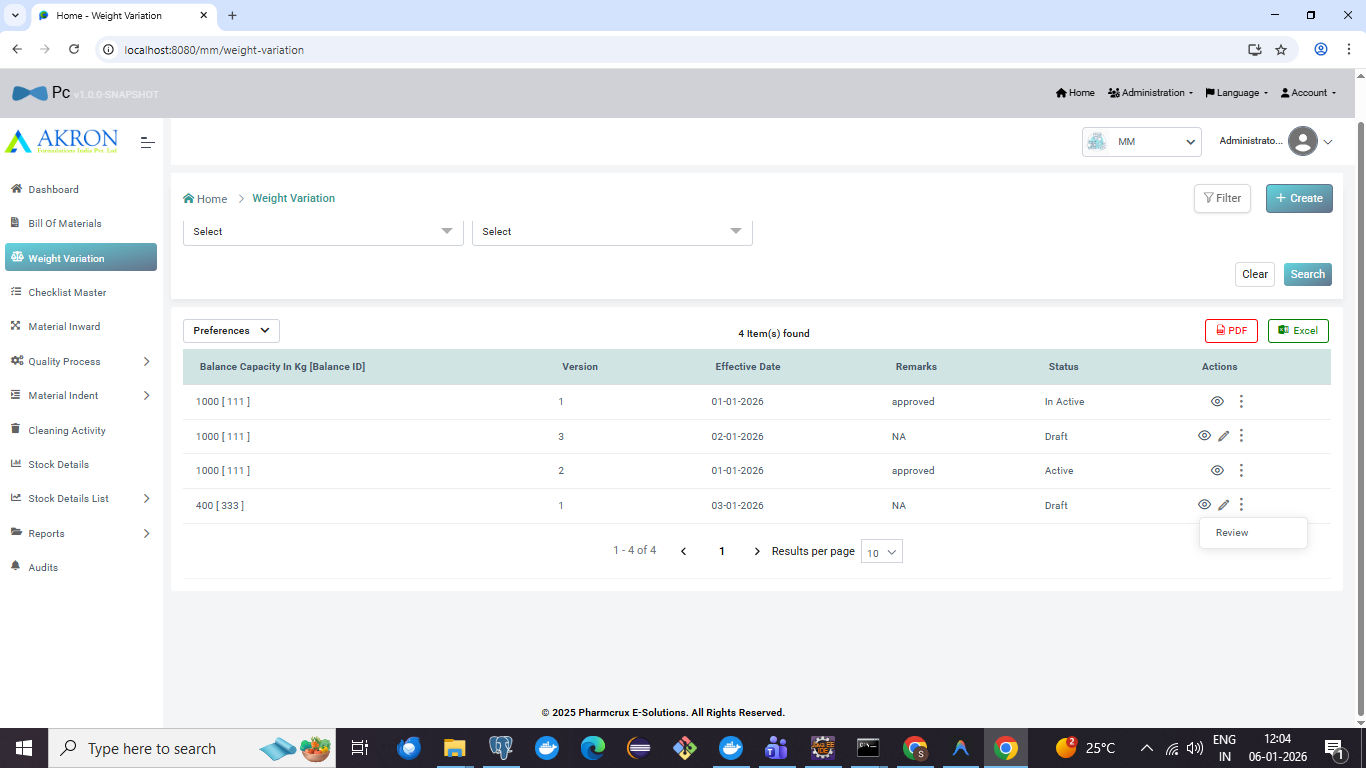 Home - Weight Variation
localhost:8080/mm/weight-variation
Pc v1.0.0-SNAPSHOT
Home Administration Language Account
AKRON
Formulations India Pvt Ltd
MM
Administrato...
Dashboard
Bill Of Materials
Weight Variation
Checklist Master
Material Inward
Quality Process
Material Indent
Cleaning Activity
Stock Details
Stock Details List
Reports
Audits
Home > Weight Variation
Filter
+ Create
Select
Select
Clear
Search
Preferences
4 Item(s) found
PDF
Excel
Balance Capacity In Kg [Balance ID] Version Effective Date Remarks Status Actions
1000 [ 111 ] 1 01-01-2026 approved In Active
1000 [ 111 ] 3 02-01-2026 NA Draft
1000 [ 111 ] 2 01-01-2026 approved Active
400 [ 333 ] 1 03-01-2026 NA Draft
Review
1 - 4 of 4 1 Results per page 10
© 2025 Pharmcrux E-Solutions. All Rights Reserved.
Type here to search
2
S
25°C
ENG
IN
12:04
06-01-2026
1